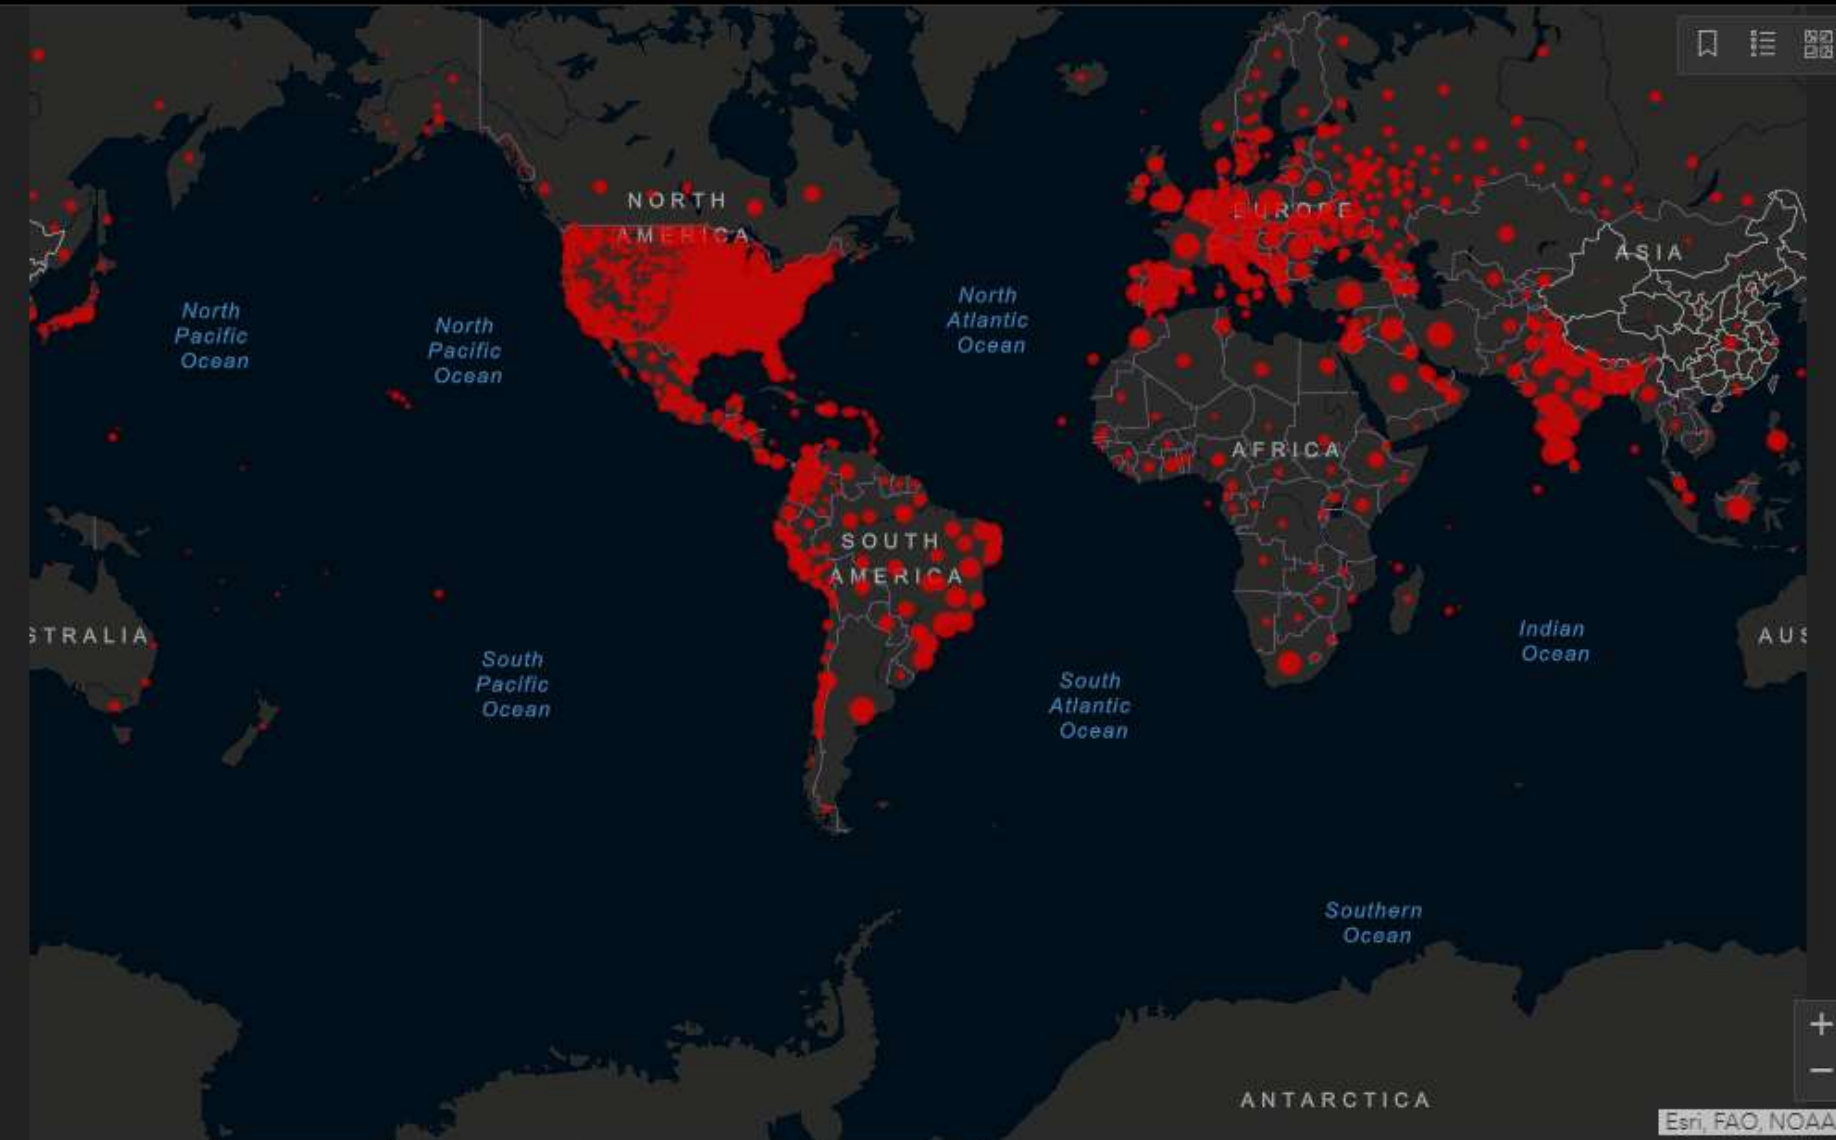 NORTH
AMERICA
EUROPE
ASIA
North
Pacific
Ocean
North
Pacific
Ocean
North
Atlantic
Ocean
AFRICA
SOUTH
AMERICA
STRALIA
Indian
Ocean
AUS
South
Pacific
Ocean
South
Atlantic
Ocean
Southern
Ocean
ANTARCTICA
Esri, FAO, NOAA